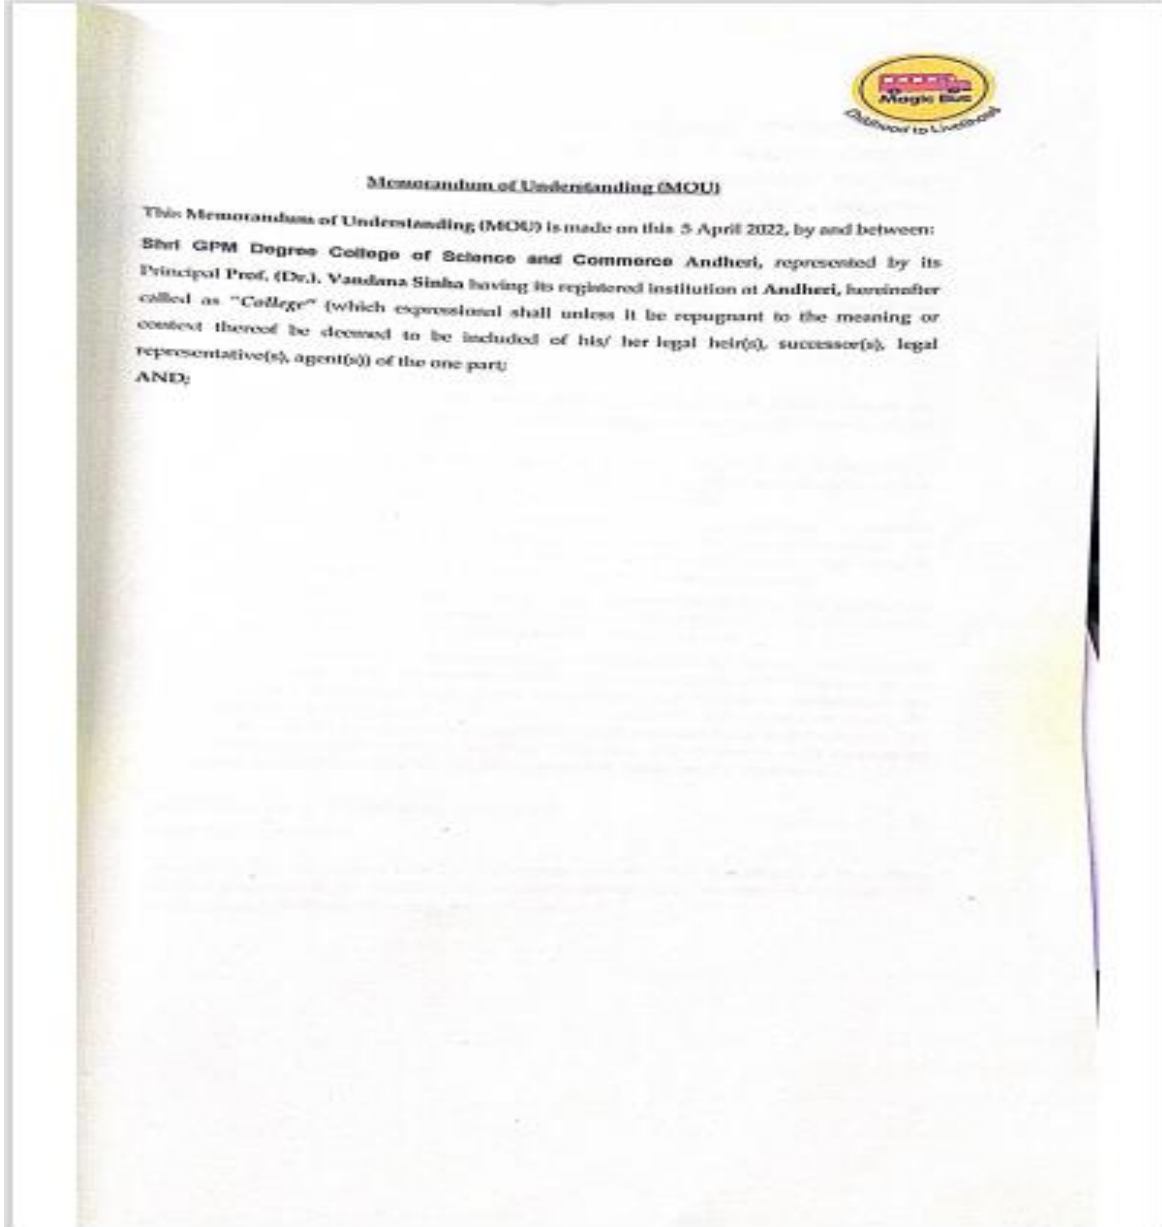 Magic Bus
Childhood to Livelihood
Memorandum of Understanding (MOU)
This Memorandum of Understanding (MOU) is made on this 5 April 2022, by and between:
Shri GPM Degree College of Science and Commerce Andheri, represented by its
Principal Prof. (Dr.). Vandana Sinha having its registered institution at Andheri, hereinafter
called as "College" (which expressional shall unless it be repugnant to the meaning or
context thereof be deemed to be included of his/ her legal heir(s), successor(s), legal
representative(s), agent(s)) of the one part;
AND;